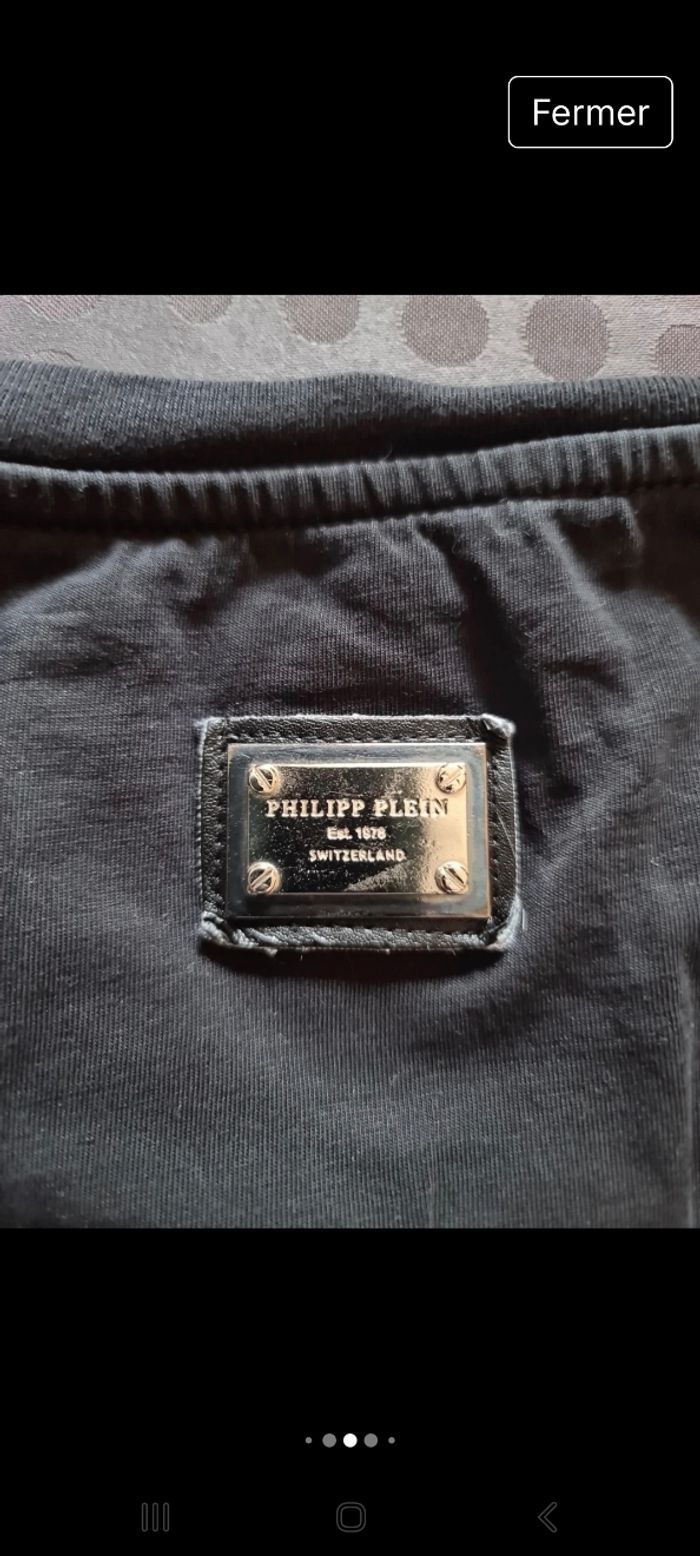 Fermer
PHILIPP PLEIN
Est. 1978
SWITZERLAND